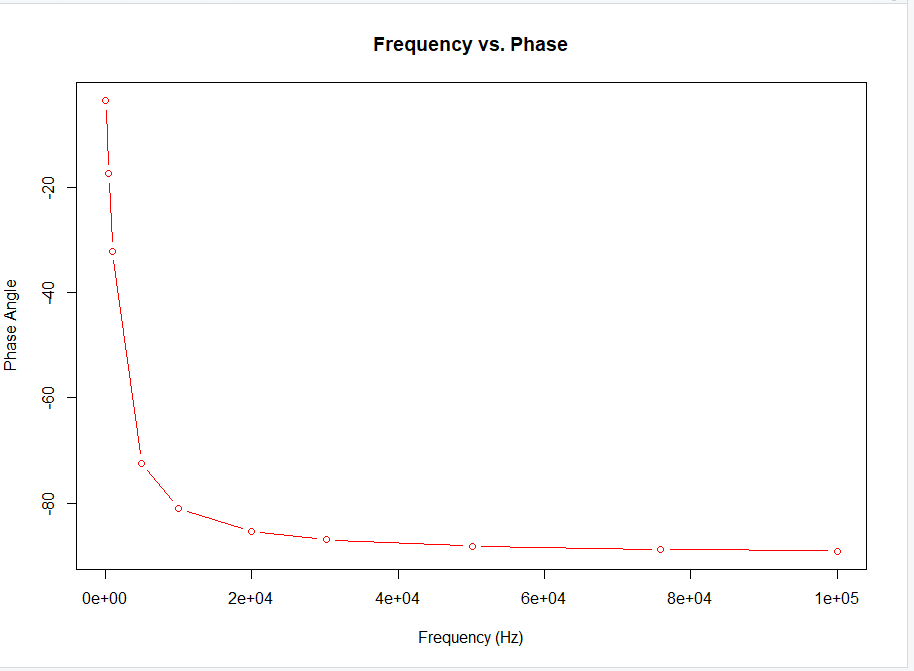 Frequency vs. Phase
Phase Angle
-20
-40
-60
-80
0e+00 2e+04 4e+04 6e+04 8e+04 1e+05
Frequency (Hz)